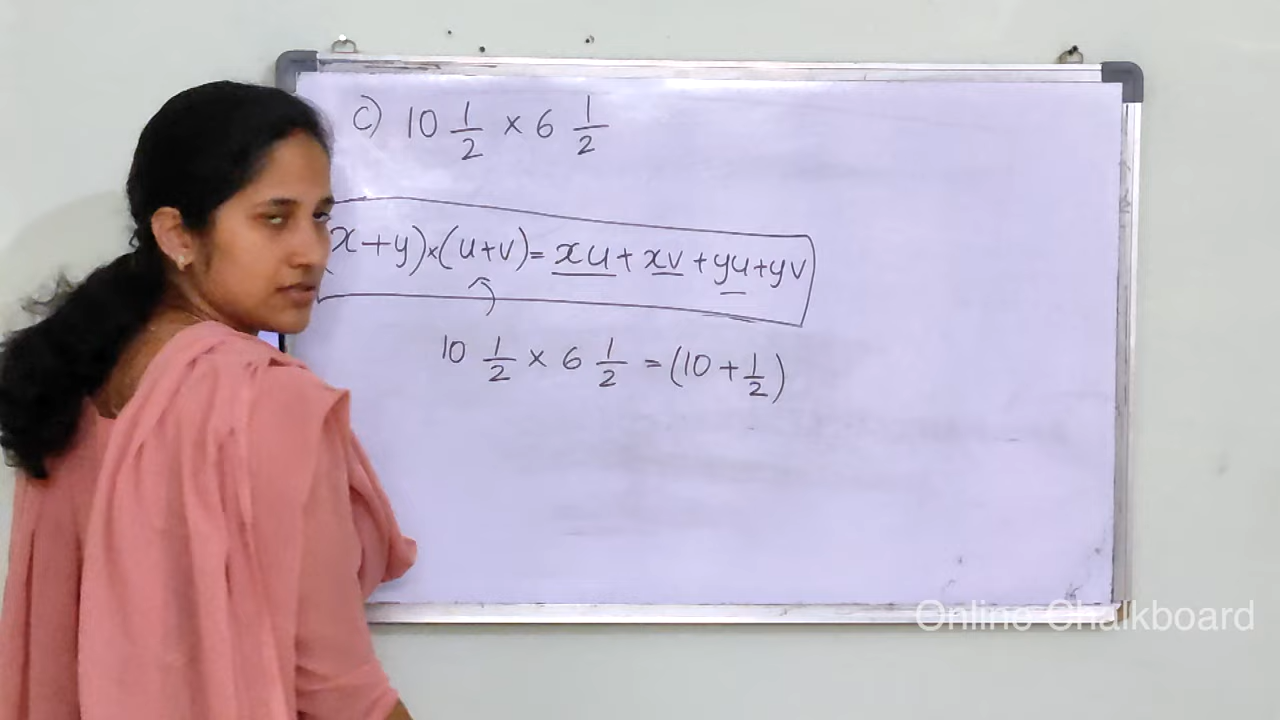 c) 10 1/2 × 6 1/2
(x+y)×(u+v)= xu + xv + yu + yv
10 1/2 × 6 1/2 = (10 + 1/2)
Online Chalkboard